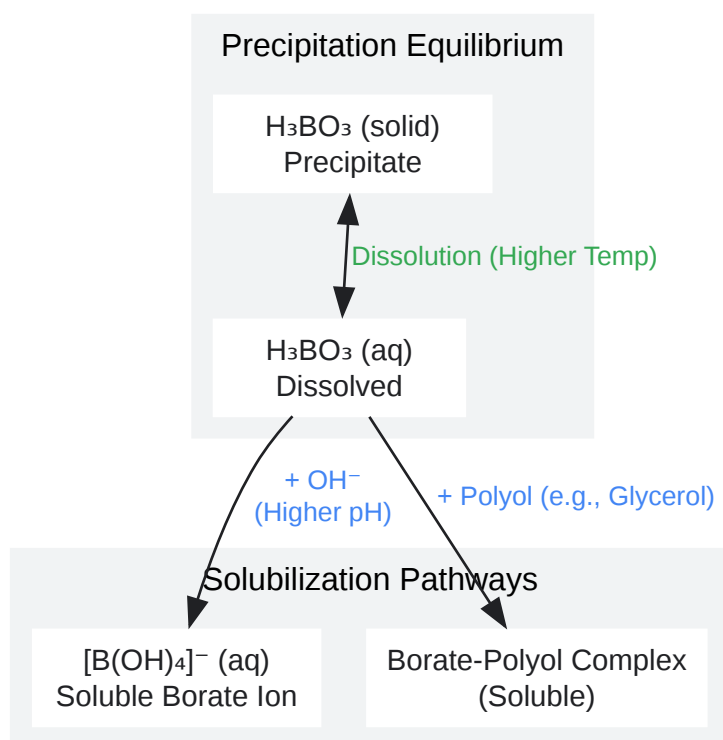 Precipitation Equilibrium
H₃BO₃ (solid)
Precipitate
Dissolution (Higher Temp)
H₃BO₃ (aq)
Dissolved
+ OH⁻
(Higher pH)
+ Polyol (e.g., Glycerol)
Solubilization Pathways
[B(OH)₄]⁻ (aq)
Soluble Borate Ion
Borate-Polyol Complex
(Soluble)